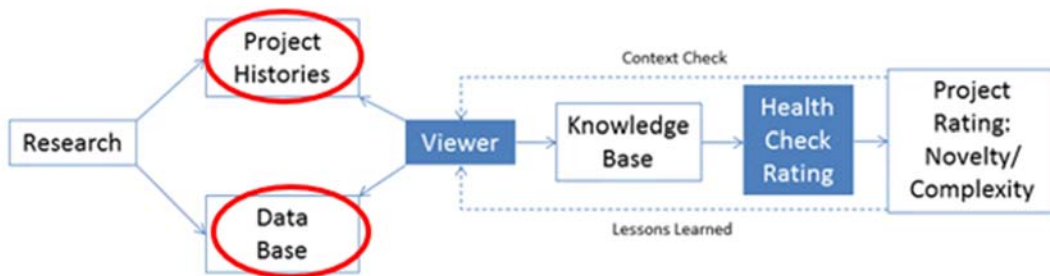 Project
Histories
Research
Data
Base
Viewer
Context Check
Knowledge
Base
Health
Check
Rating
Project
Rating:
Novelty/
Complexity
Lessons Learned